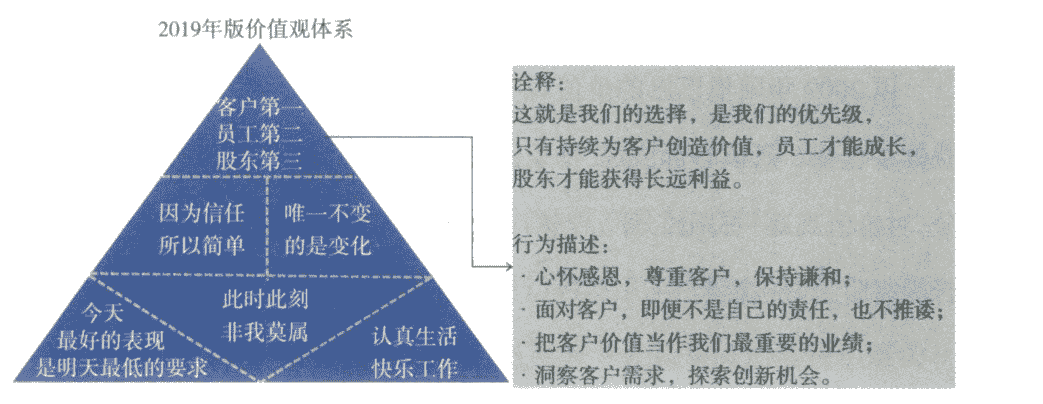 2019年版价值观体系
客户第一
员工第二
股东第三
因为信任
所以简单
唯一不变
的是变化
今天
最好的表现
是明天最低的要求
此时此刻
非我莫属
认真生活
快乐工作
诠释：
这就是我们的选择，是我们的优先级，
只有持续为客户创造价值，员工才能成长，
股东才能获得长远利益。
行为描述：
·心怀感恩，尊重客户，保持谦和；
·面对客户，即便不是自己的责任，也不推诿；
·把客户价值当作我们最重要的业绩；
·洞察客户需求，探索创新机会。